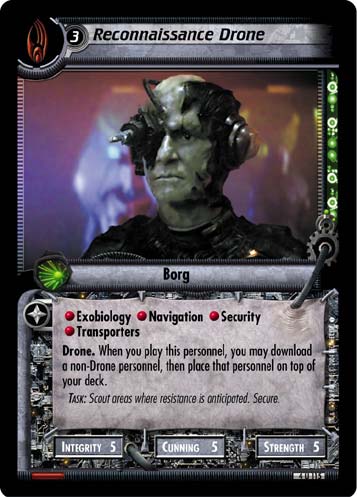 3 Reconnaissance Drone
Borg
Exobiology Navigation Security
Transporters
Drone. When you play this personnel, you may download
a non-Drone personnel, then place that personnel on top of
your deck.
TASK: Scout areas where resistance is anticipated. Secure.
INTEGRITY 5 CUNNING 5 STRENGTH 5
4 U 115